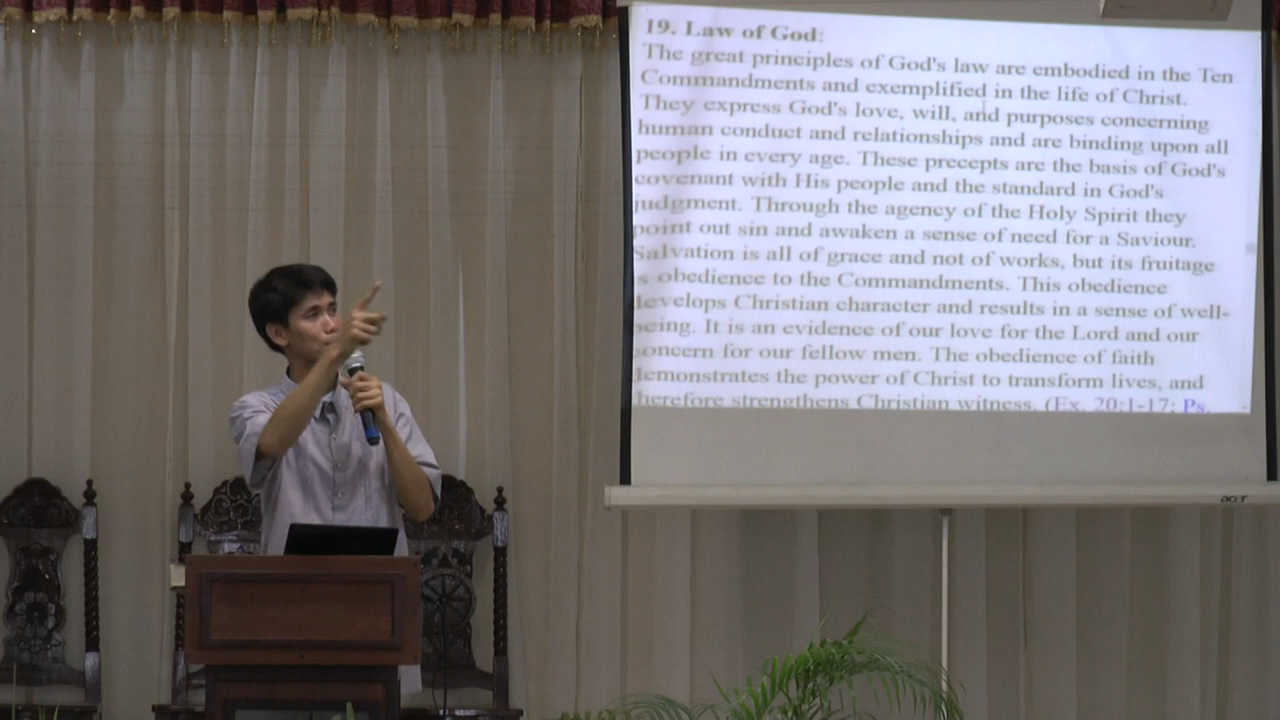 19. Law of God:
The great principles of God's law are embodied in the Ten
Commandments and exemplified in the life of Christ.
They express God's love, will, and purposes concerning
human conduct and relationships and are binding upon all
people in every age. These precepts are the basis of God's
covenant with His people and the standard in God's
judgment. Through the agency of the Holy Spirit they
point out sin and awaken a sense of need for a Saviour.
Salvation is all of grace and not of works, but its fruitage
s obedience to the Commandments. This obedience
develops Christian character and results in a sense of well-
being. It is an evidence of our love for the Lord and our
concern for our fellow men. The obedience of faith
demonstrates the power of Christ to transform lives, and
herefore strengthens Christian witness. (Ex. 20:1-17; Ps.
acer